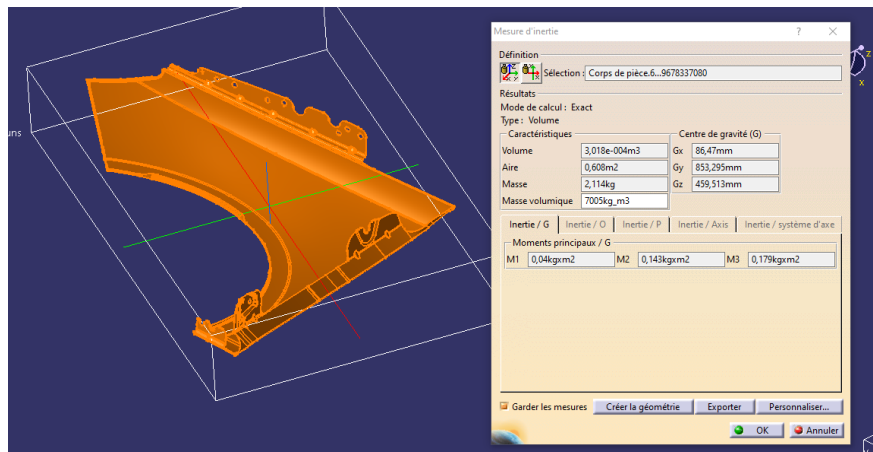 Mesure d'inertie
Définition
Sélection : Corps de pièce.6...9678337080
Résultats
Mode de calcul : Exact
Type : Volume
Caractéristiques
Centre de gravité (G)
Volume 3,018e-004m3 Gx 86,47mm
Aire 0,608m2 Gy 853,295mm
Masse 2,114kg Gz 459,513mm
Masse volumique 7005kg_m3
Inertie / G Inertie / O Inertie / P Inertie / Axis Inertie / système d'axe
Moments principaux / G
M1 0,04kgxm2 M2 0,143kgxm2 M3 0,179kgxm2
Garder les mesures Créer la géométrie Exporter Personnaliser...
OK Annuler
uns
z
x